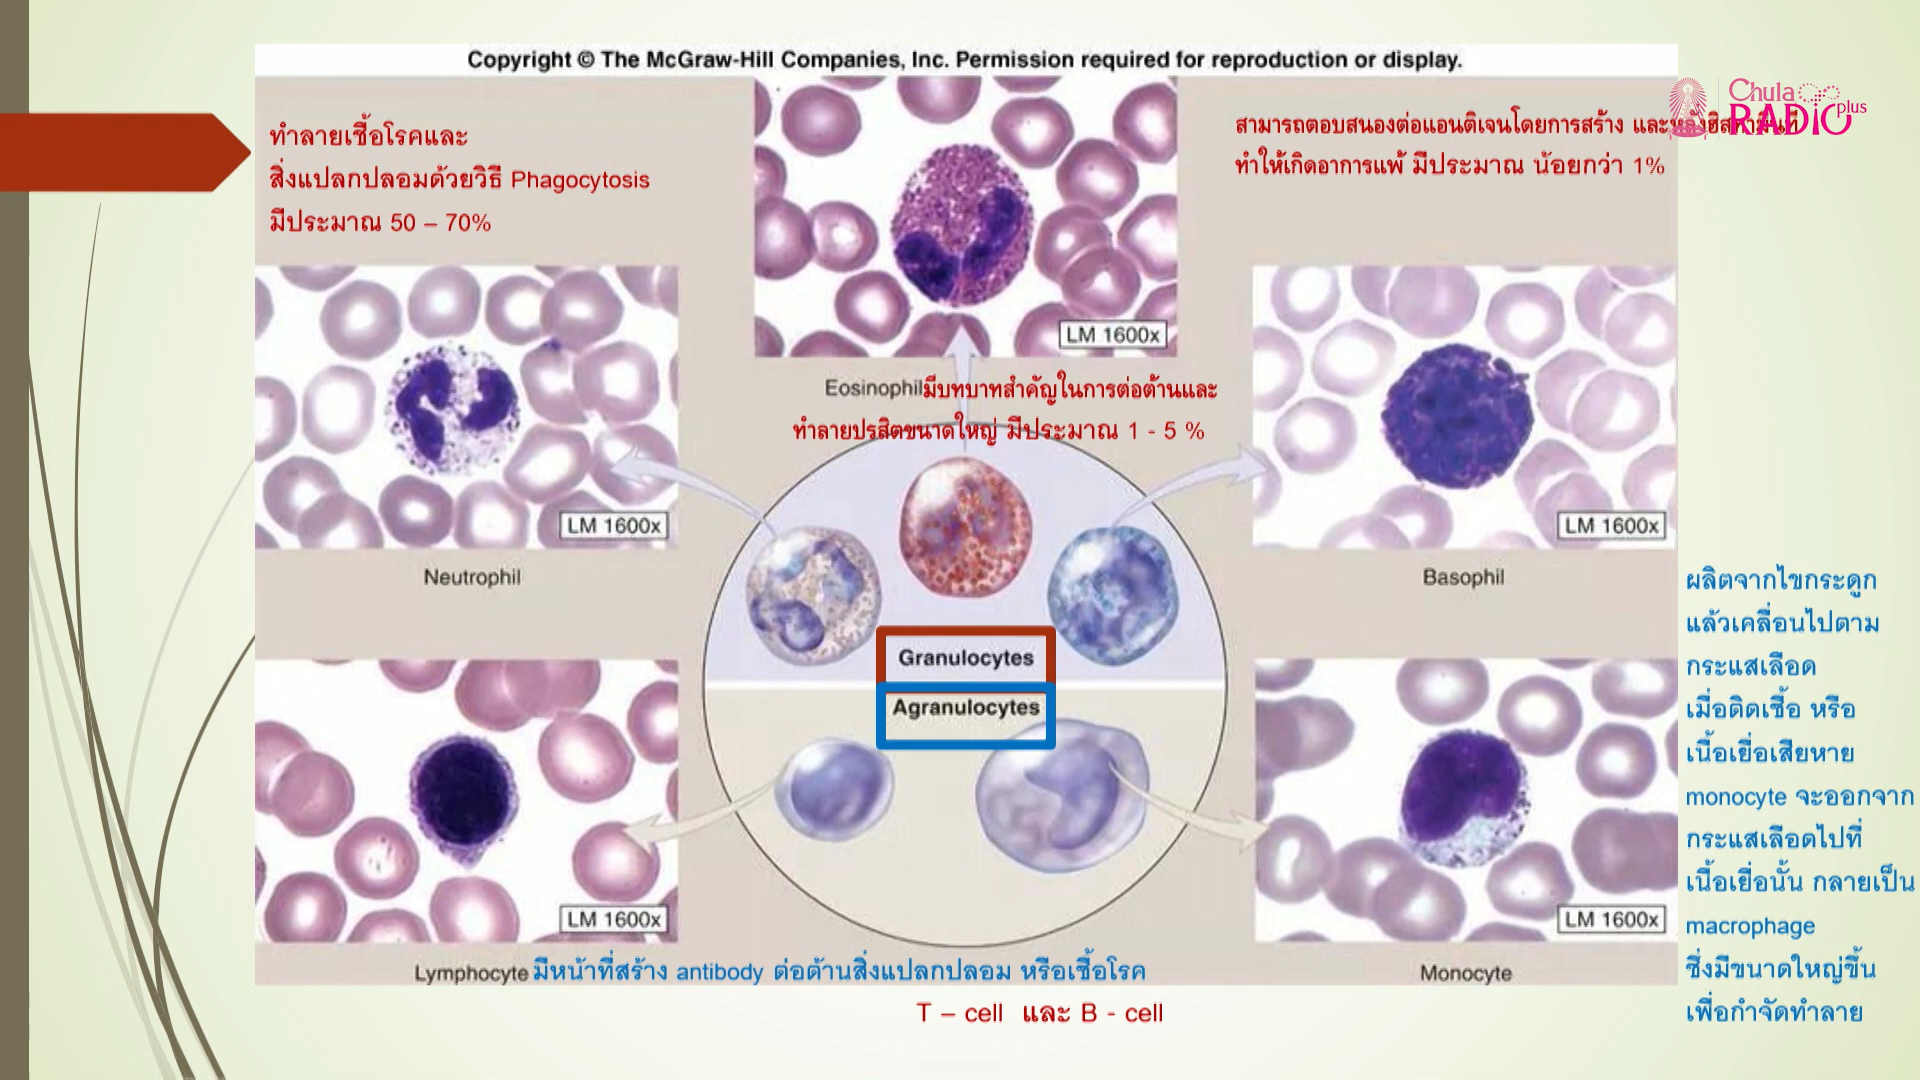 Copyright © The McGraw-Hill Companies, Inc. Permission required for reproduction or display.
Chula
RADIO plus
ทำลายเชื้อโรคและ
สิ่งแปลกปลอมด้วยวิธี Phagocytosis
มีประมาณ 50 – 70%
สามารถตอบสนองต่อแอนติเจนโดยการสร้าง และหลั่งฮิสตามีนที่
ทำให้เกิดอาการแพ้ มีประมาณ น้อยกว่า 1%
LM 1600x
Eosinophil มีบทบาทสำคัญในการต่อต้านและ
ทำลายปรสิตขนาดใหญ่ มีประมาณ 1 - 5 %
LM 1600x
LM 1600x
Neutrophil
Basophil
Granulocytes
Agranulocytes
LM 1600x
LM 1600x
Lymphocyte มีหน้าที่สร้าง antibody ต่อต้านสิ่งแปลกปลอม หรือเชื้อโรค
Monocyte
T – cell และ B - cell
ผลิตจากไขกระดูก
แล้วเคลื่อนไปตาม
กระแสเลือด
เมื่อติดเชื้อ หรือ
เนื้อเยื่อเสียหาย
monocyte จะออกจาก
กระแสเลือดไปที่
เนื้อเยื่อนั้น กลายเป็น
macrophage
ซึ่งมีขนาดใหญ่ขึ้น
เพื่อกำจัดทำลาย